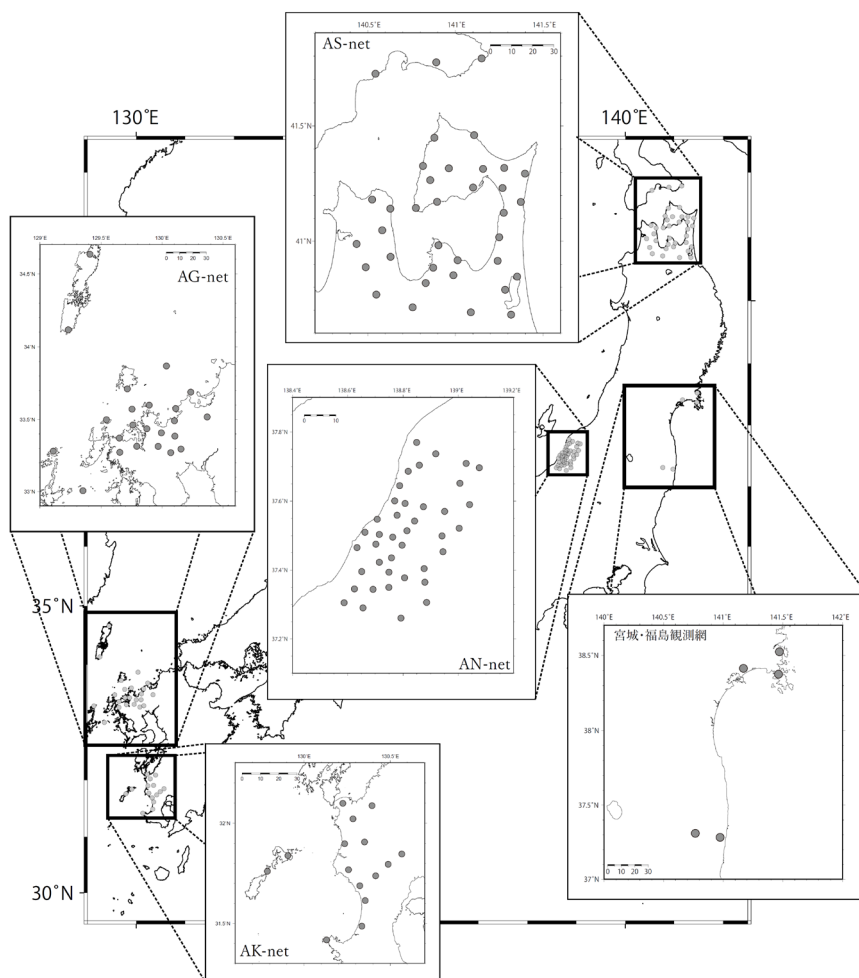 130°E
140°E
35°N
30°N
AS-net
140.5°E
141°E
141.5°E
41.5°N
41°N
0 10 20 30
AG-net
129°E
129.5°E
130°E
130.5°E
34.5°N
34°N
33.5°N
33°N
0 10 20 30
AN-net
138.4°E
138.6°E
138.8°E
139°E
139.2°E
37.8°N
37.6°N
37.4°N
37.2°N
0 10
宮城・福島観測網
140°E
140.5°E
141°E
141.5°E
142°E
38.5°N
38°N
37.5°N
37°N
0 10 20 30
AK-net
130°E
130.5°E
32°N
31.5°N
0 10 20 30